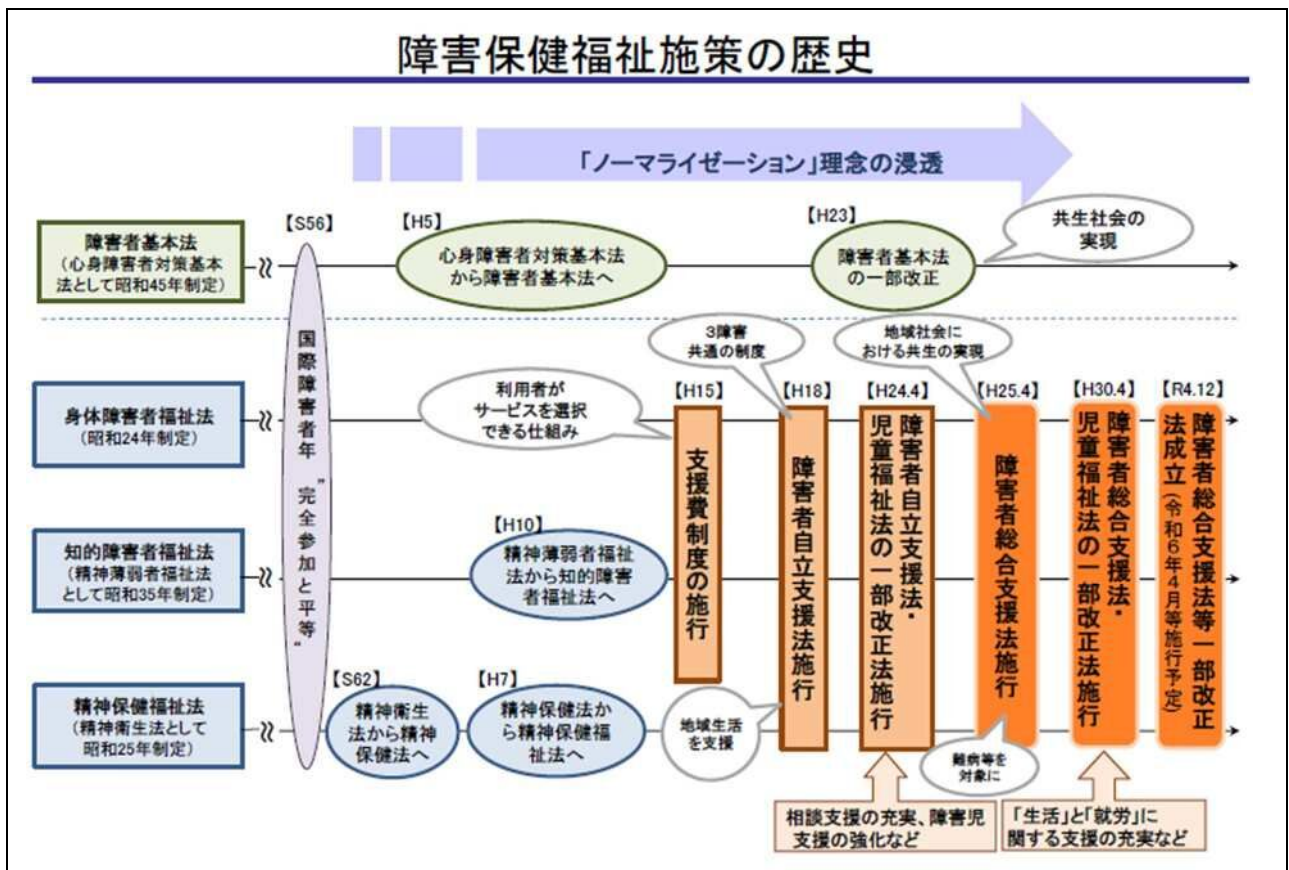 障害保健福祉施策の歴史
「ノーマライゼーション」理念の浸透
障害者基本法
(心身障害者対策基本
法として昭和45年制定)
【S56】
国際障害者年 "完全参加と平等"
【H5】
心身障害者対策基本法
から障害者基本法へ
【H23】
障害者基本法
の一部改正
共生社会の
実現
身体障害者福祉法
(昭和24年制定)
利用者が
サービスを選択
できる仕組み
3障害
共通の制度
地域社会に
おける共生の実現
知的障害者福祉法
(精神薄弱者福祉法
として昭和35年制定)
【H10】
精神薄弱者福祉
法から知的障害
者福祉法へ
精神保健福祉法
(精神衛生法として
昭和25年制定)
【S62】
精神衛生
法から精神
保健法へ
【H7】
精神保健法か
ら精神保健福
祉法へ
【H15】
支援費制度の施行
地域生活
を支援
【H18】
障害者自立支援法施行
【H24.4】
障害者自立支援法・
児童福祉法の一部改正法施行
相談支援の充実、障害児
支援の強化など
【H25.4】
障害者総合支援法施行
難病等を
対象に
【H30.4】
障害者総合支援法・
児童福祉法の一部改正法施行
「生活」と「就労」に
関する支援の充実など
【R4.12】
障害者総合支援法等一部改正
法成立(令和6年4月等施行予定)